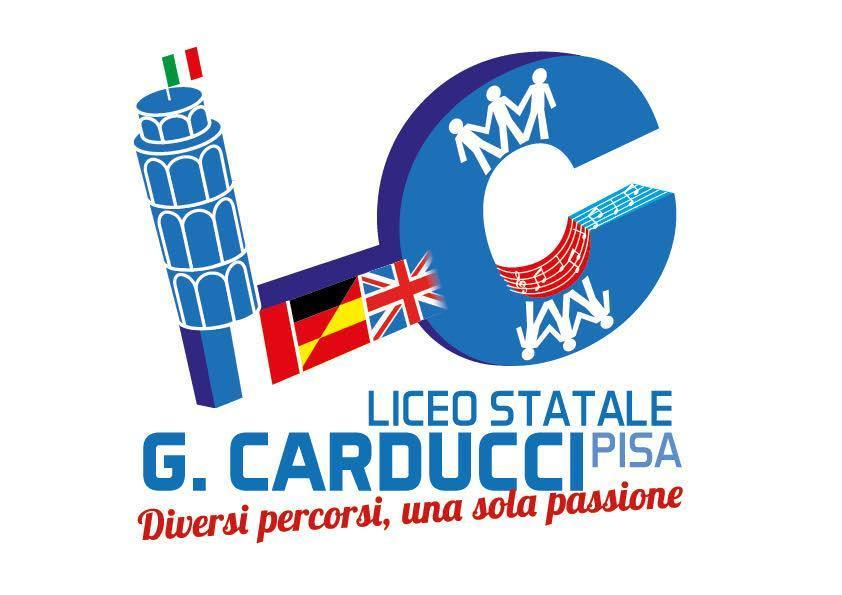 LICEO STATALE
G. CARDUCCI PISA
Diversi percorsi, una sola passione